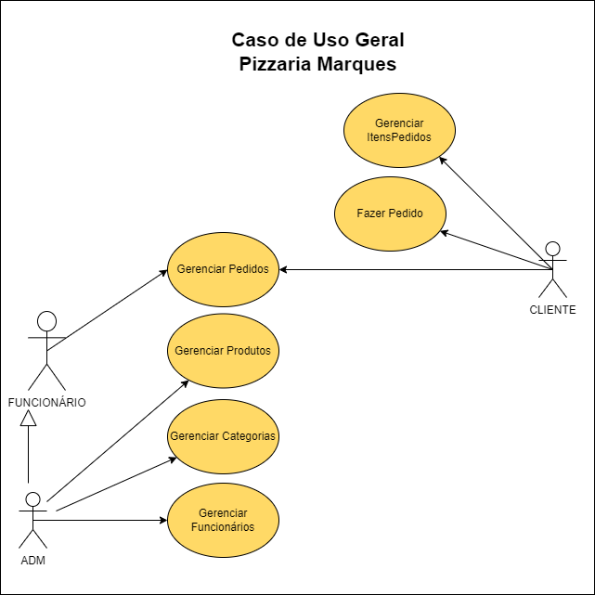 Caso de Uso Geral
Pizzaria Marques
Gerenciar
ItensPedidos
Fazer Pedido
Gerenciar Pedidos
CLIENTE
Gerenciar Produtos
FUNCIONÁRIO
Gerenciar Categorias
Gerenciar
Funcionários
ADM